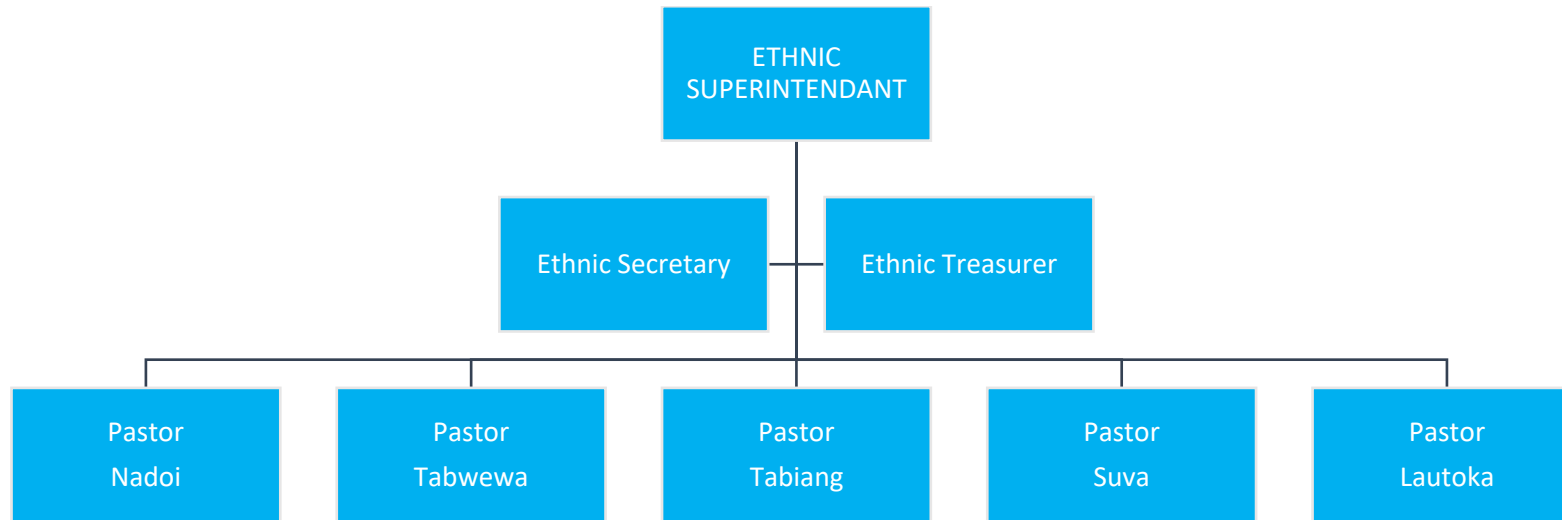 ETHNIC
SUPERINTENDANT
Ethnic Secretary
Ethnic Treasurer
Pastor
Nadoi
Pastor
Tabwewa
Pastor
Tabiang
Pastor
Suva
Pastor
Lautoka